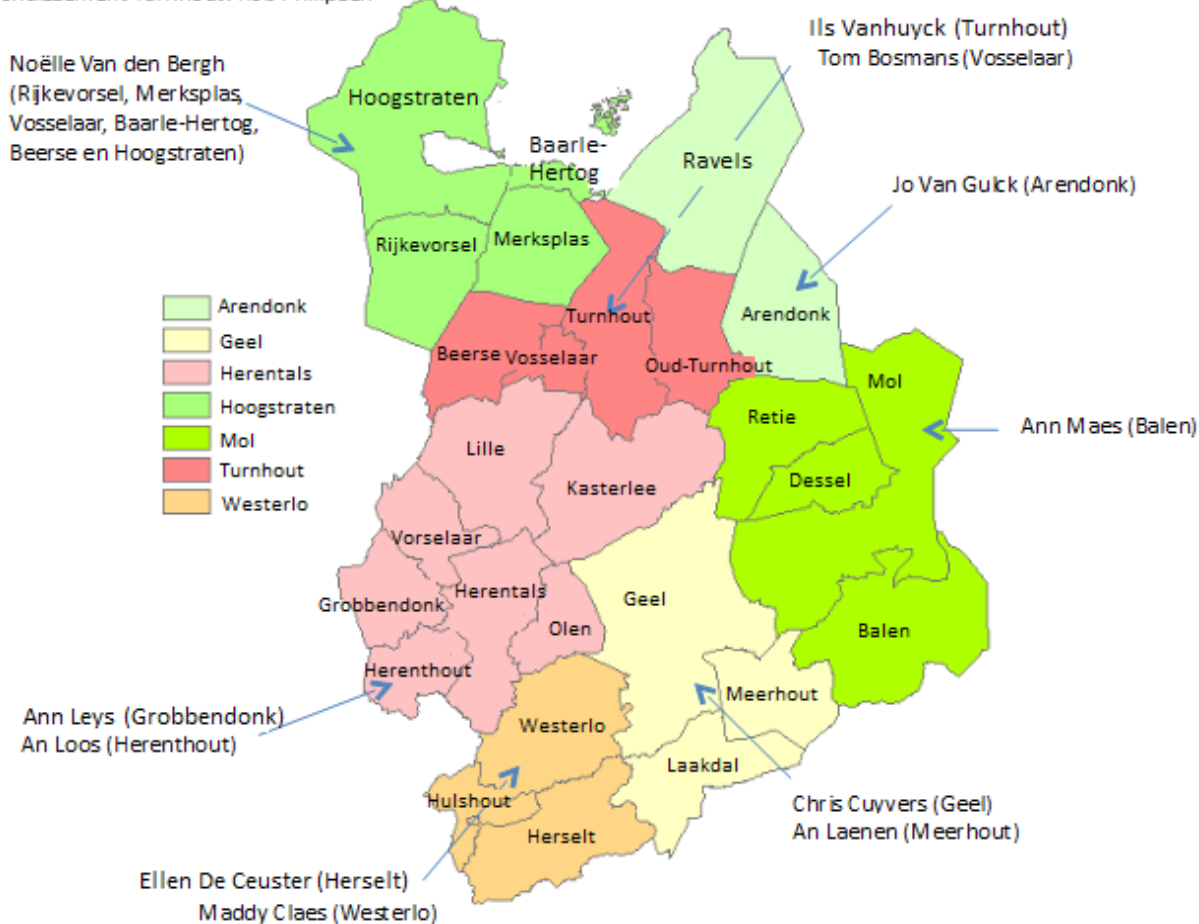 Noëlle Van den Bergh
(Rijkevorsel, Merksplas,
Vosselaar, Baarle-Hertog,
Beerse en Hoogstraten)
Ils Vanhuyck (Turnhout)
Tom Bosmans (Vosselaar)
Hoogstraten
Baarle-
Hertog
Ravels
Jo Van Gulck (Arendonk)
Rijkevorsel
Merksplas
Arendonk
Geel
Herentals
Hoogstraten
Mol
Turnhout
Westerlo
Turnhout
Arendonk
Beerse
Vosselaar
Oud-Turnhout
Mol
Retie
Ann Maes (Balen)
Lille
Dessel
Kasterlee
Vorselaar
Herentals
Geel
Grobbendonk
Olen
Balen
Herenthout
Meerhout
Ann Leys (Grobbendonk)
An Loos (Herenthout)
Westerlo
Laakdal
Hulshout
Herselt
Chris Cuyvers (Geel)
An Laenen (Meerhout)
Ellen De Ceuster (Herselt)
Maddy Claes (Westerlo)